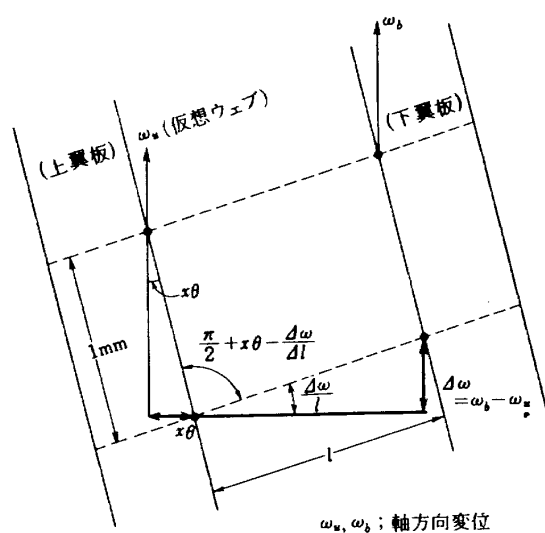 ω_b
ω_u (仮想ウェブ)
(上翼板)
(下翼板)
xθ
1mm
π/2 + xθ - Δω/Δl
Δω/l
Δω
=ω_b-ω_u
xθ
l
ω_u, ω_b ; 軸方向変位